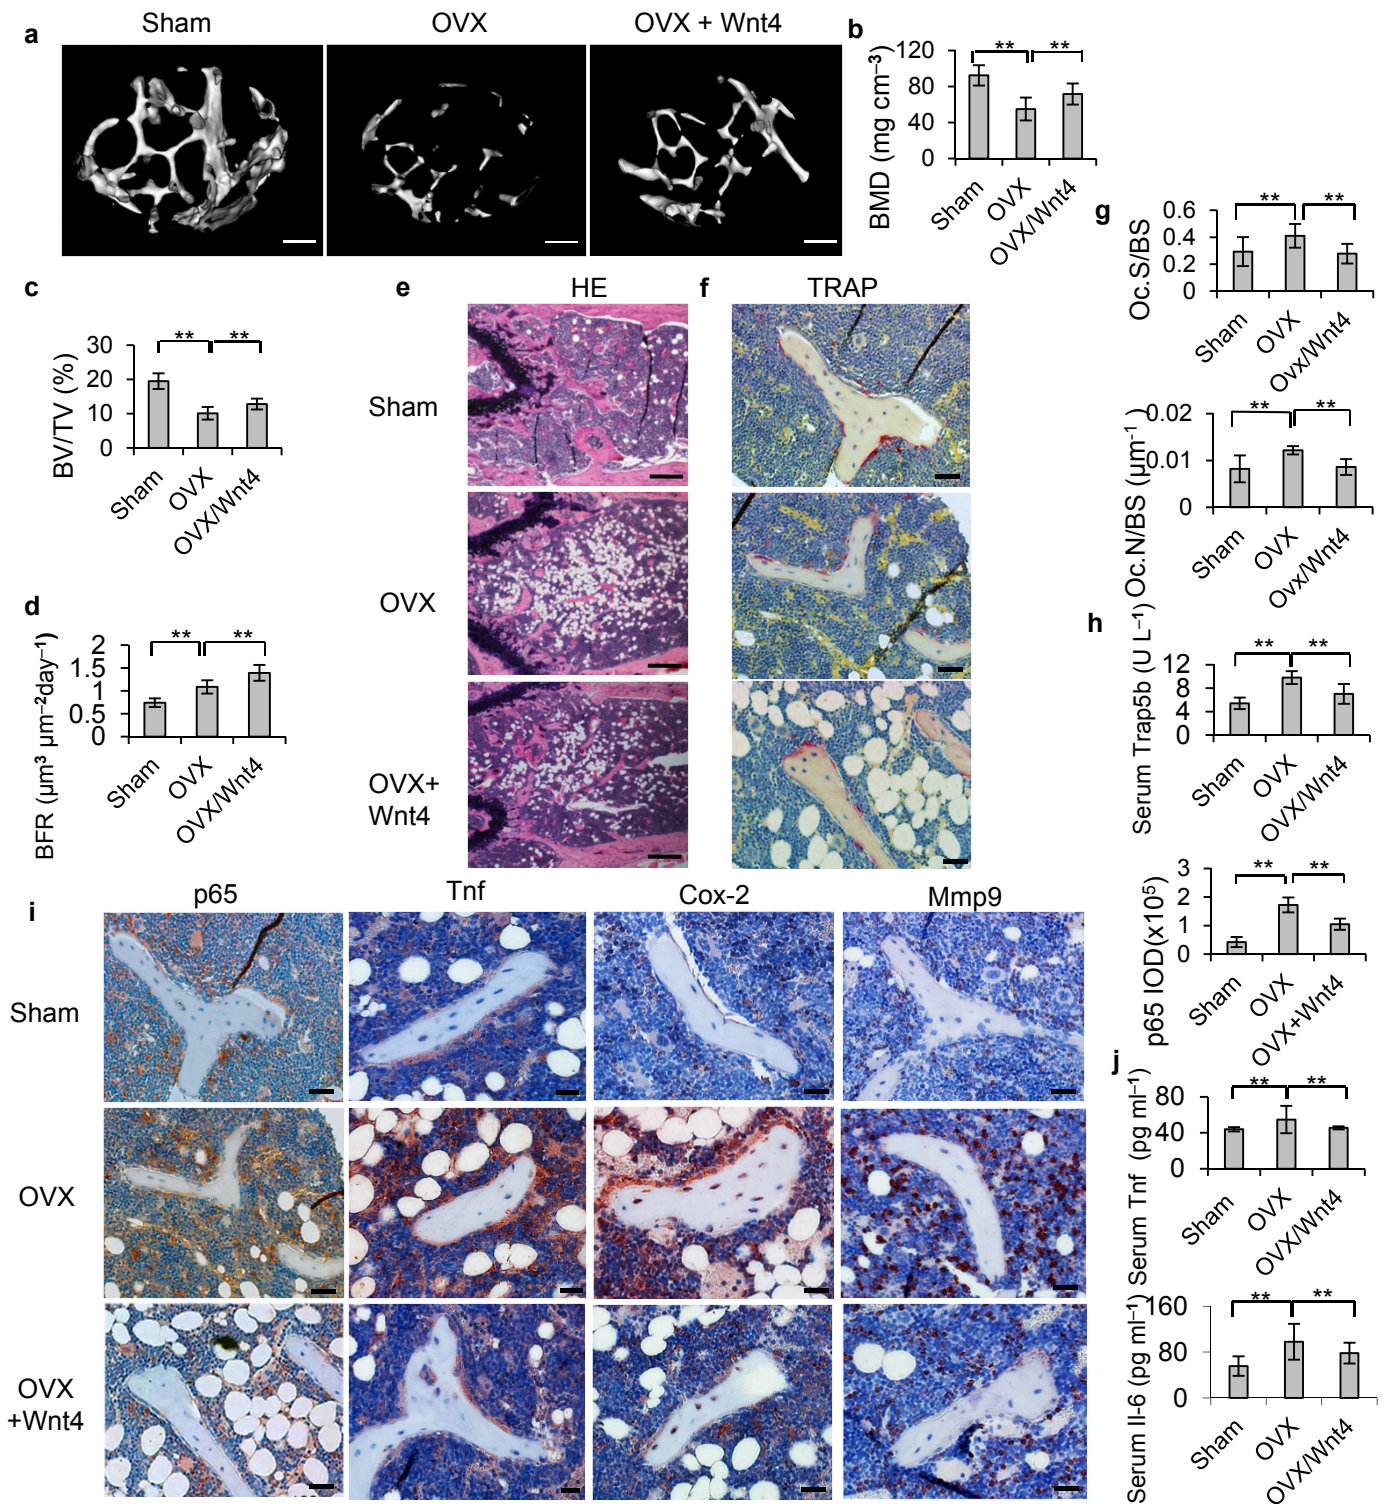 a
Sham
OVX
OVX + Wnt4
b
BMD (mg cm⁻³)
120
80
40
0
** **
Sham
OVX
OVX/Wnt4
c
BV/TV (%)
30
20
10
0
** **
Sham
OVX
OVX/Wnt4
d
BFR (µm³ µm⁻²day⁻¹)
2
1.5
1
0.5
0
** **
Sham
OVX
OVX/Wnt4
e
HE
Sham
OVX
OVX+
Wnt4
f
TRAP
g
Oc.S/BS
0.6
0.4
0.2
0
** **
Sham
OVX
Ovx/Wnt4
Oc.N/BS (µm⁻¹)
0.02
0.01
0
** **
Sham
OVX
Ovx/Wnt4
h
Serum Trap5b (U L⁻¹)
12
8
4
0
** **
Sham
OVX
OVX/Wnt4
i
p65
Tnf
Cox-2
Mmp9
Sham
OVX
OVX
+Wnt4
p65 IOD(x10⁵)
3
2
1
0
** **
Sham
OVX
OVX+Wnt4
j
Serum Tnf (pg ml⁻¹)
80
40
0
** **
Sham
OVX
OVX/Wnt4
Serum Il-6 (pg ml⁻¹)
160
80
0
** **
Sham
OVX
OVX/Wnt4